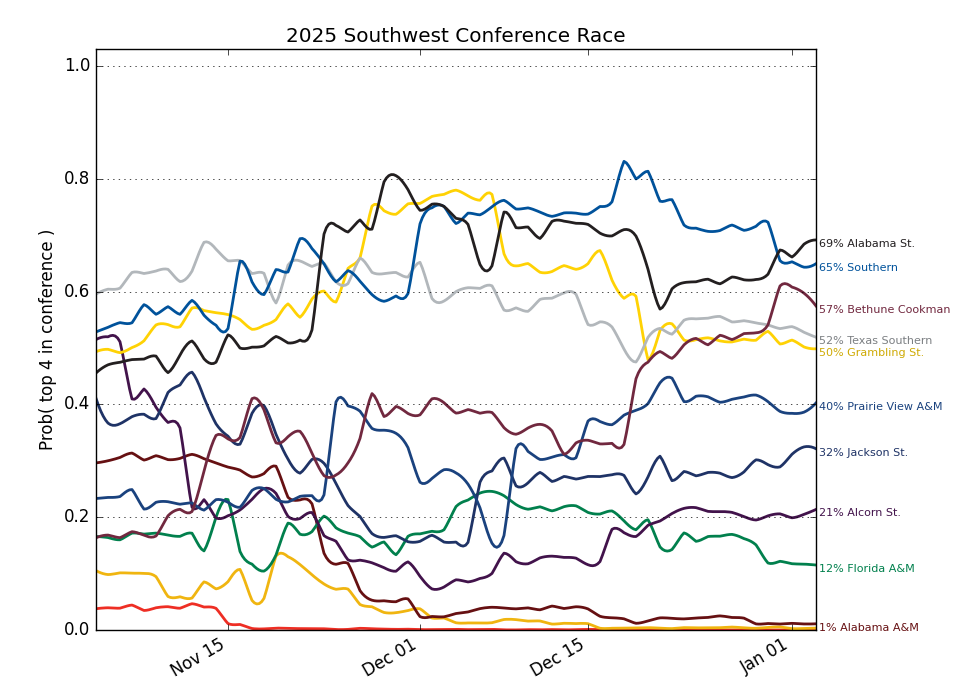 2025 Southwest Conference Race
Prob( top 4 in conference )
1.0
0.8
0.6
0.4
0.2
0.0
Nov 15
Dec 01
Dec 15
Jan 01
69% Alabama St.
65% Southern
57% Bethune Cookman
52% Texas Southern
50% Grambling St.
40% Prairie View A&M
32% Jackson St.
21% Alcorn St.
12% Florida A&M
1% Alabama A&M